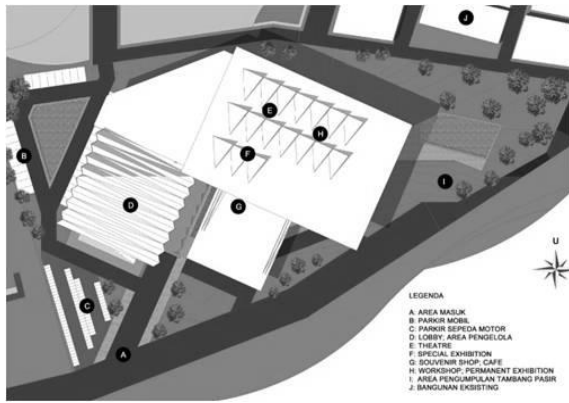 J
E
H
B
F
I
D
G
U
C
A
LEGENDA
A: AREA MASUK
B: PARKIR MOBIL
C: PARKIR SEPEDA MOTOR
D: LOBBY; AREA PENGELOLA
E: THEATRE
F: SPECIAL EXHIBITION
G: SOUVENIR SHOP; CAFE
H: WORKSHOP; PERMANENT EXHIBITION
I: AREA PENGUMPULAN TAMBANG PASIR
J: BANGUNAN EKSISTING